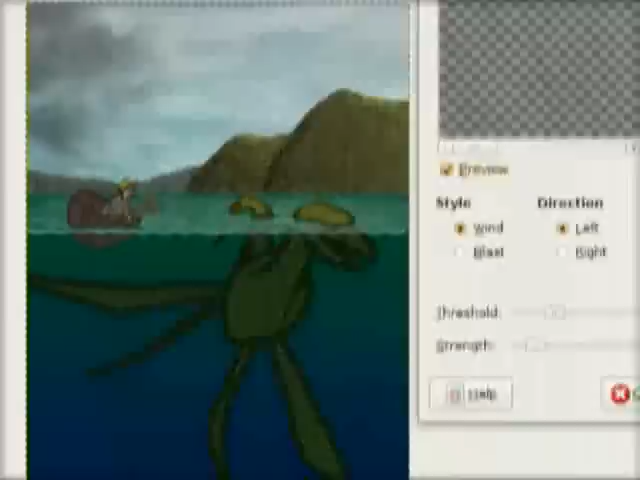 Preview
Style Direction
Wind Left
Blast Right
Threshold:
Strength:
Help